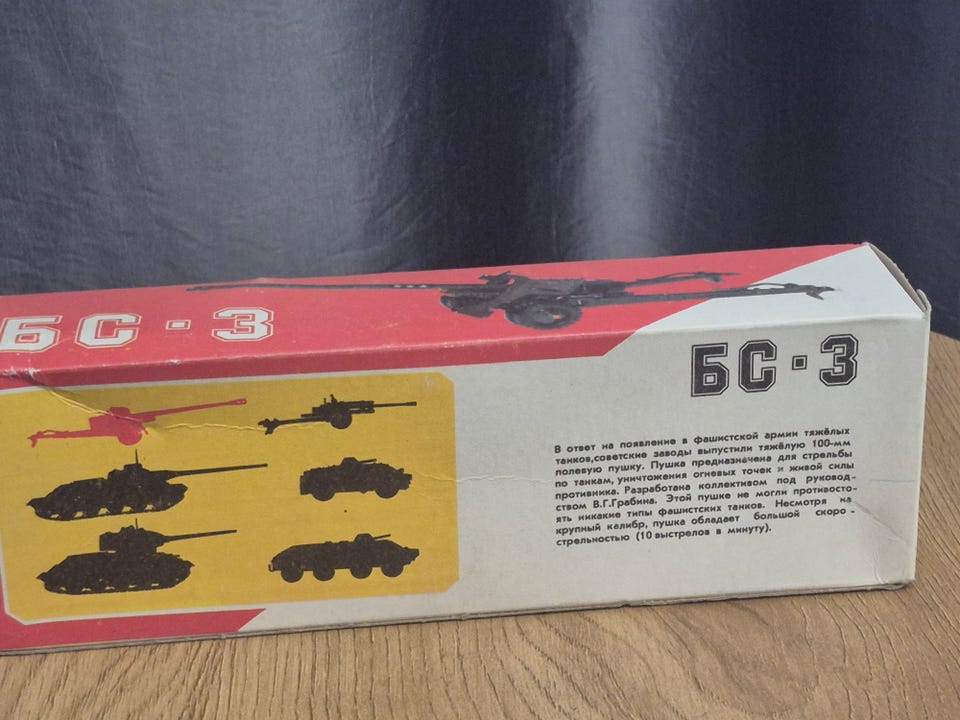 БС·3
БС·3
В ответ на появление в фашистской армии тяжёлых
танков,советские заводы выпустили тяжёлую 100-мм
полевую пушку. Пушка предназначена для стрельбы
по танкам, уничтожения огневых точек и живой силы
противника. Разработана коллективом под руковод-
ством В.Г.Грабина. Этой пушке не могли противосто-
ять никакие типы фашистских танков. Несмотря на
крупный калибр, пушка обладает большой скоро-
стрельностью (10 выстрелов в минуту).